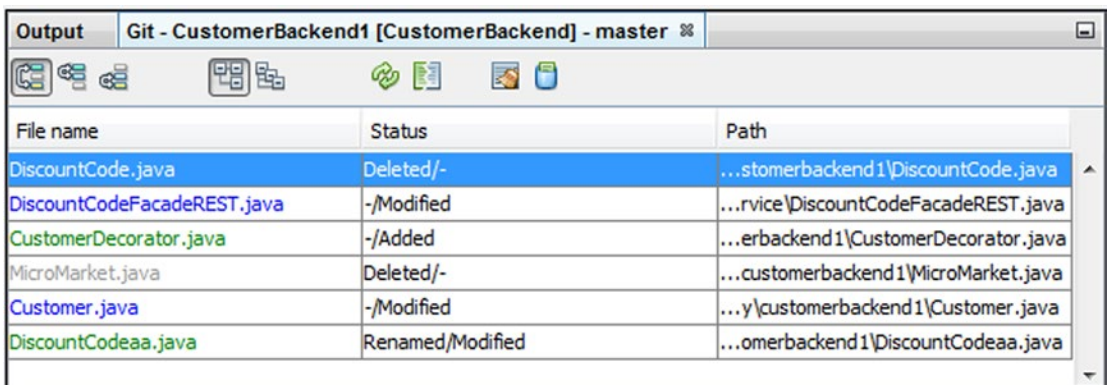 Output Git - CustomerBackend1 [CustomerBackend] - master
File name Status Path
DiscountCode.java Deleted/- ...stomerbackend1\DiscountCode.java
DiscountCodeFacadeREST.java -/Modified ...rvice\DiscountCodeFacadeREST.java
CustomerDecorator.java -/Added ...erbackend1\CustomerDecorator.java
MicroMarket.java Deleted/- ...customerbackend1\MicroMarket.java
Customer.java -/Modified ...y\customerbackend1\Customer.java
DiscountCodeaa.java Renamed/Modified ...omerbackend1\DiscountCodeaa.java